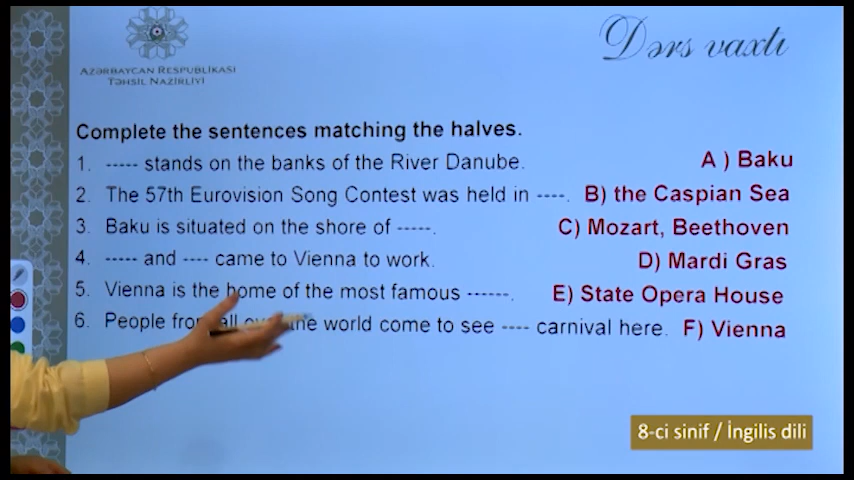 Dərs vaxtı
AZƏRBAYCAN RESPUBLİKASI
TƏHSİL NAZİRLİYİ
Complete the sentences matching the halves.
1. ----- stands on the banks of the River Danube. A ) Baku
2. The 57th Eurovision Song Contest was held in ----. B) the Caspian Sea
3. Baku is situated on the shore of -----. C) Mozart, Beethoven
4. ----- and ---- came to Vienna to work. D) Mardi Gras
5. Vienna is the home of the most famous ------. E) State Opera House
6. People from all over the world come to see ---- carnival here. F) Vienna
8-ci sinif / İngilis dili